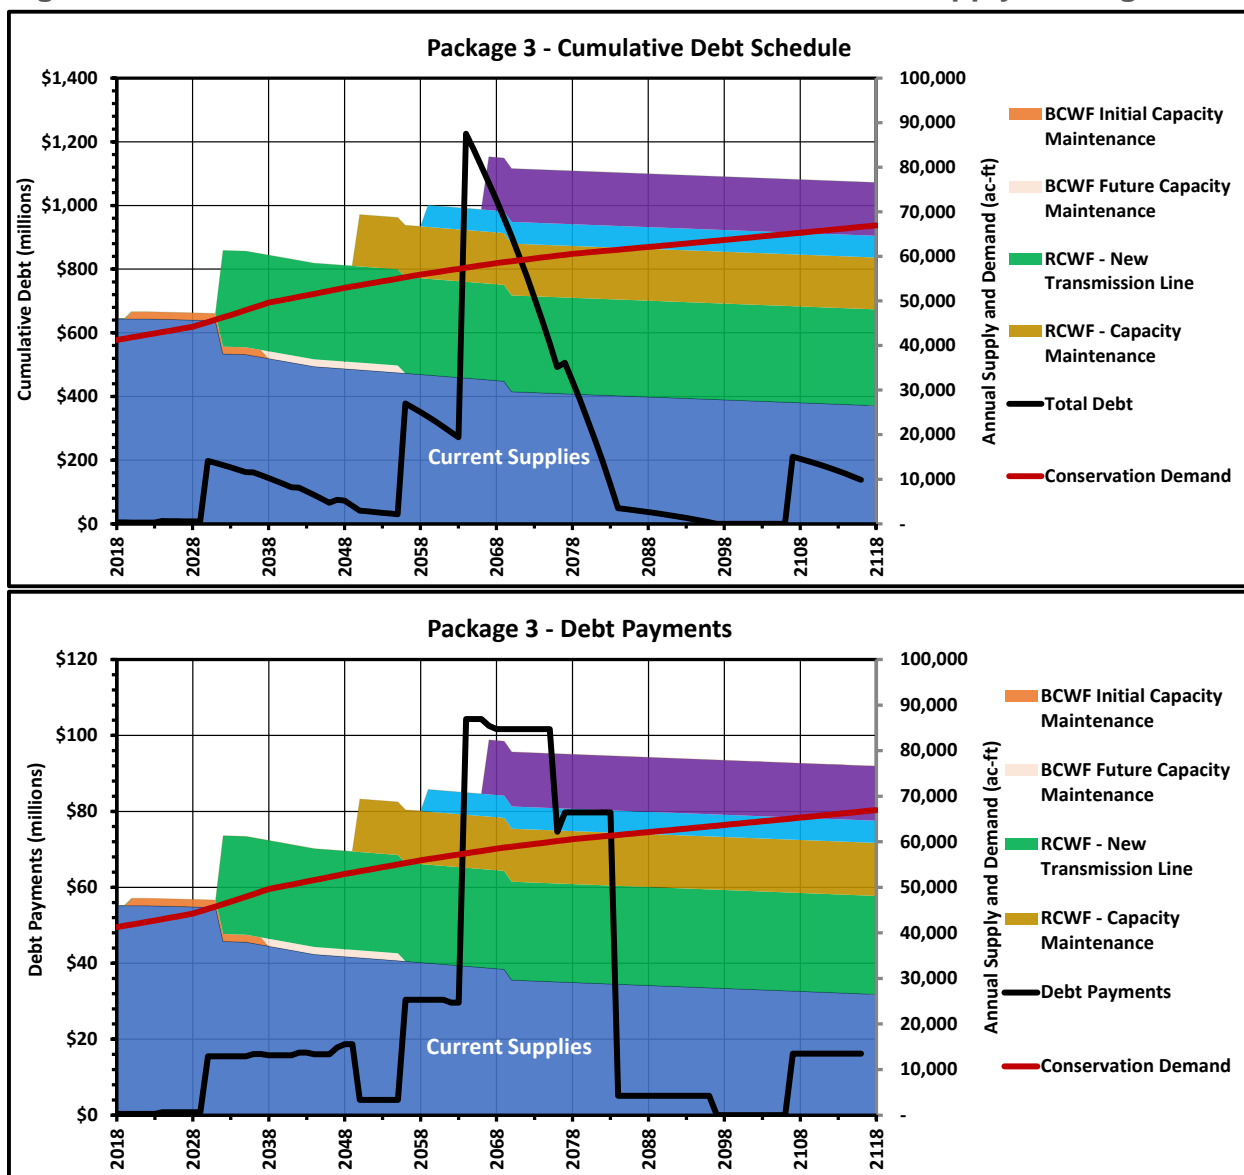 Package 3 - Cumulative Debt Schedule
$1,400
$1,200
$1,000
$800
$600
$400
$200
$0
Cumulative Debt (millions)
100,000
90,000
80,000
70,000
60,000
50,000
40,000
30,000
20,000
10,000
-
Annual Supply and Demand (ac-ft)
2018
2028
2038
2048
2058
2068
2078
2088
2098
2108
2118
Current Supplies
BCWF Initial Capacity
Maintenance
BCWF Future Capacity
Maintenance
RCWF - New
Transmission Line
RCWF - Capacity
Maintenance
Total Debt
Conservation Demand
Package 3 - Debt Payments
$120
$100
$80
$60
$40
$20
$0
Debt Payments (millions)
100,000
90,000
80,000
70,000
60,000
50,000
40,000
30,000
20,000
10,000
-
Annual Supply and Demand (ac-ft)
2018
2028
2038
2048
2058
2068
2078
2088
2098
2108
2118
Current Supplies
BCWF Initial Capacity
Maintenance
BCWF Future Capacity
Maintenance
RCWF - New
Transmission Line
RCWF - Capacity
Maintenance
Debt Payments
Conservation Demand